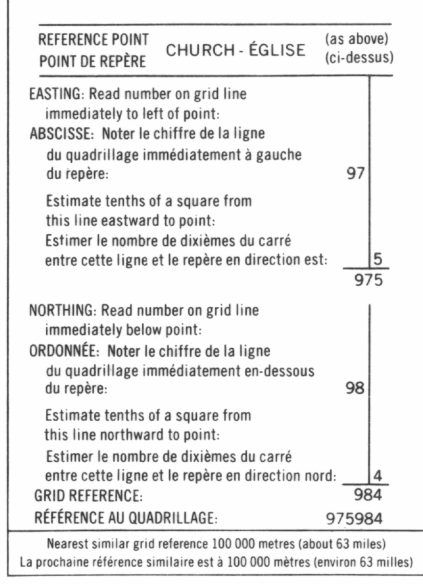 REFERENCE POINT CHURCH - ÉGLISE (as above)
POINT DE REPÈRE (ci-dessus)
EASTING: Read number on grid line
immediately to left of point:
ABSCISSE: Noter le chiffre de la ligne
du quadrillage immédiatement à gauche
du repère: 97
Estimate tenths of a square from
this line eastward to point:
Estimer le nombre de dixièmes du carré
entre cette ligne et le repère en direction est: 5
975
NORTHING: Read number on grid line
immediately below point:
ORDONNÉE: Noter le chiffre de la ligne
du quadrillage immédiatement en-dessous
du repère: 98
Estimate tenths of a square from
this line northward to point:
Estimer le nombre de dixièmes du carré
entre cette ligne et le repère en direction nord: 4
GRID REFERENCE: 984
RÉFÉRENCE AU QUADRILLAGE: 975984
Nearest similar grid reference 100 000 metres (about 63 miles)
La prochaine référence similaire est à 100 000 mètres (environ 63 milles)